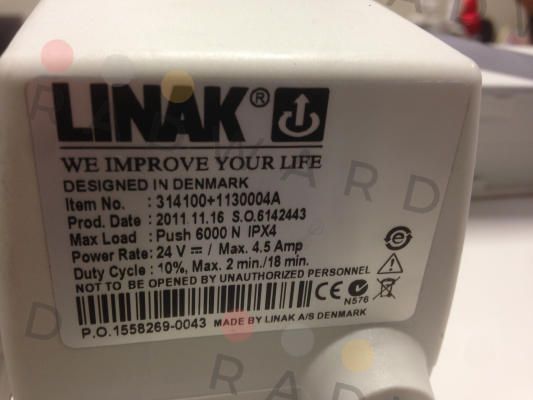 LINAK®
WE IMPROVE YOUR LIFE
DESIGNED IN DENMARK
Item No. : 314100+1130004A
Prod. Date : 2011.11.16 S.O.6142443
Max Load : Push 6000 N IPX4
Power Rate: 24 V ⎓ / Max. 4.5 Amp
Duty Cycle : 10%, Max. 2 min./18 min.
NOT TO BE OPENED BY UNAUTHORIZED PERSONNEL
CE N576
P.O.1558269-0043 MADE BY LINAK A/S DENMARK